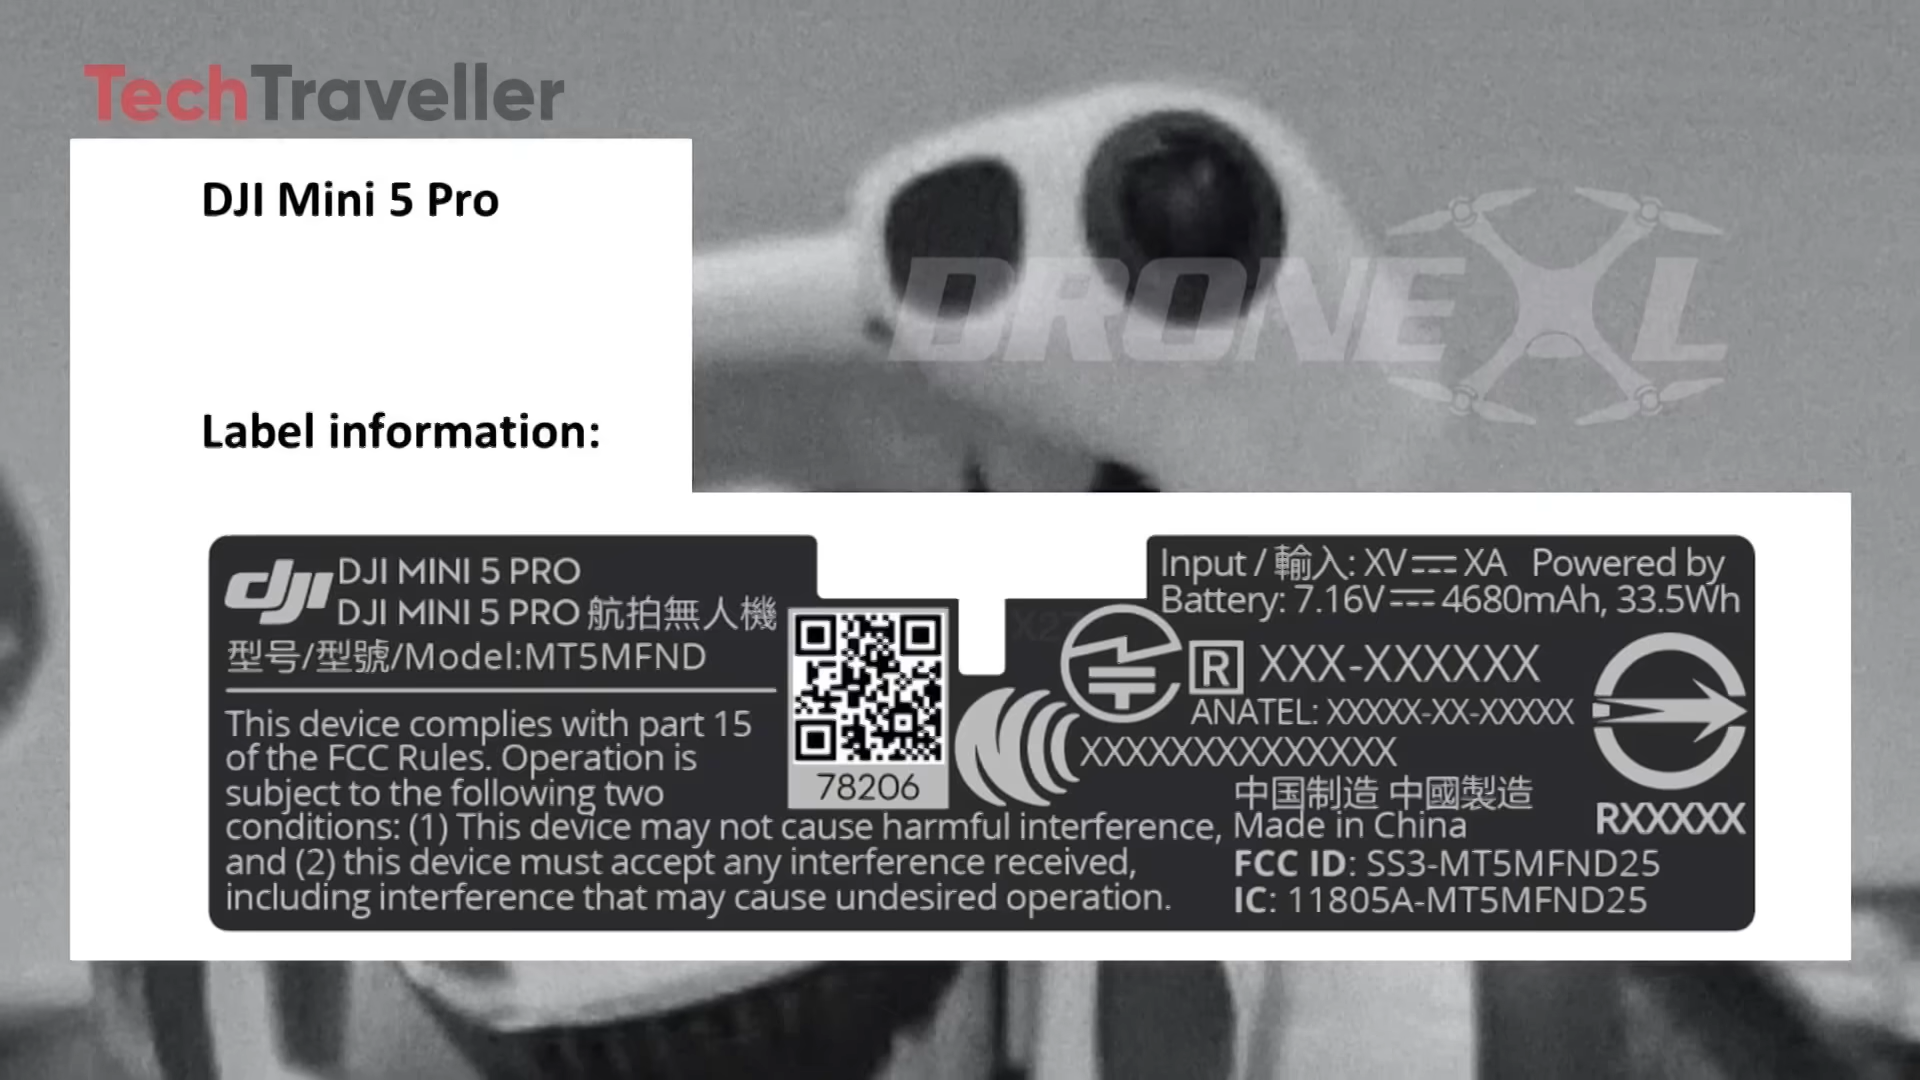 TechTraveller
DJI Mini 5 Pro
DRONEXL
Label information:
dji
DJI MINI 5 PRO
DJI MINI 5 PRO 航拍無人機
型号/型號/Model:MT5MFND
This device complies with part 15
of the FCC Rules. Operation is
subject to the following two
conditions: (1) This device may not cause harmful interference,
and (2) this device must accept any interference received,
including interference that may cause undesired operation.
78206
Input / 輸入: XV⎓XA Powered by
Battery: 7.16V⎓4680mAh, 33.5Wh
R XXX-XXXXXX
ANATEL: XXXXX-XX-XXXXX
XXXXXXXXXXXXXX
中国制造 中國製造
Made in China
RXXXXX
FCC ID: SS3-MT5MFND25
IC: 11805A-MT5MFND25